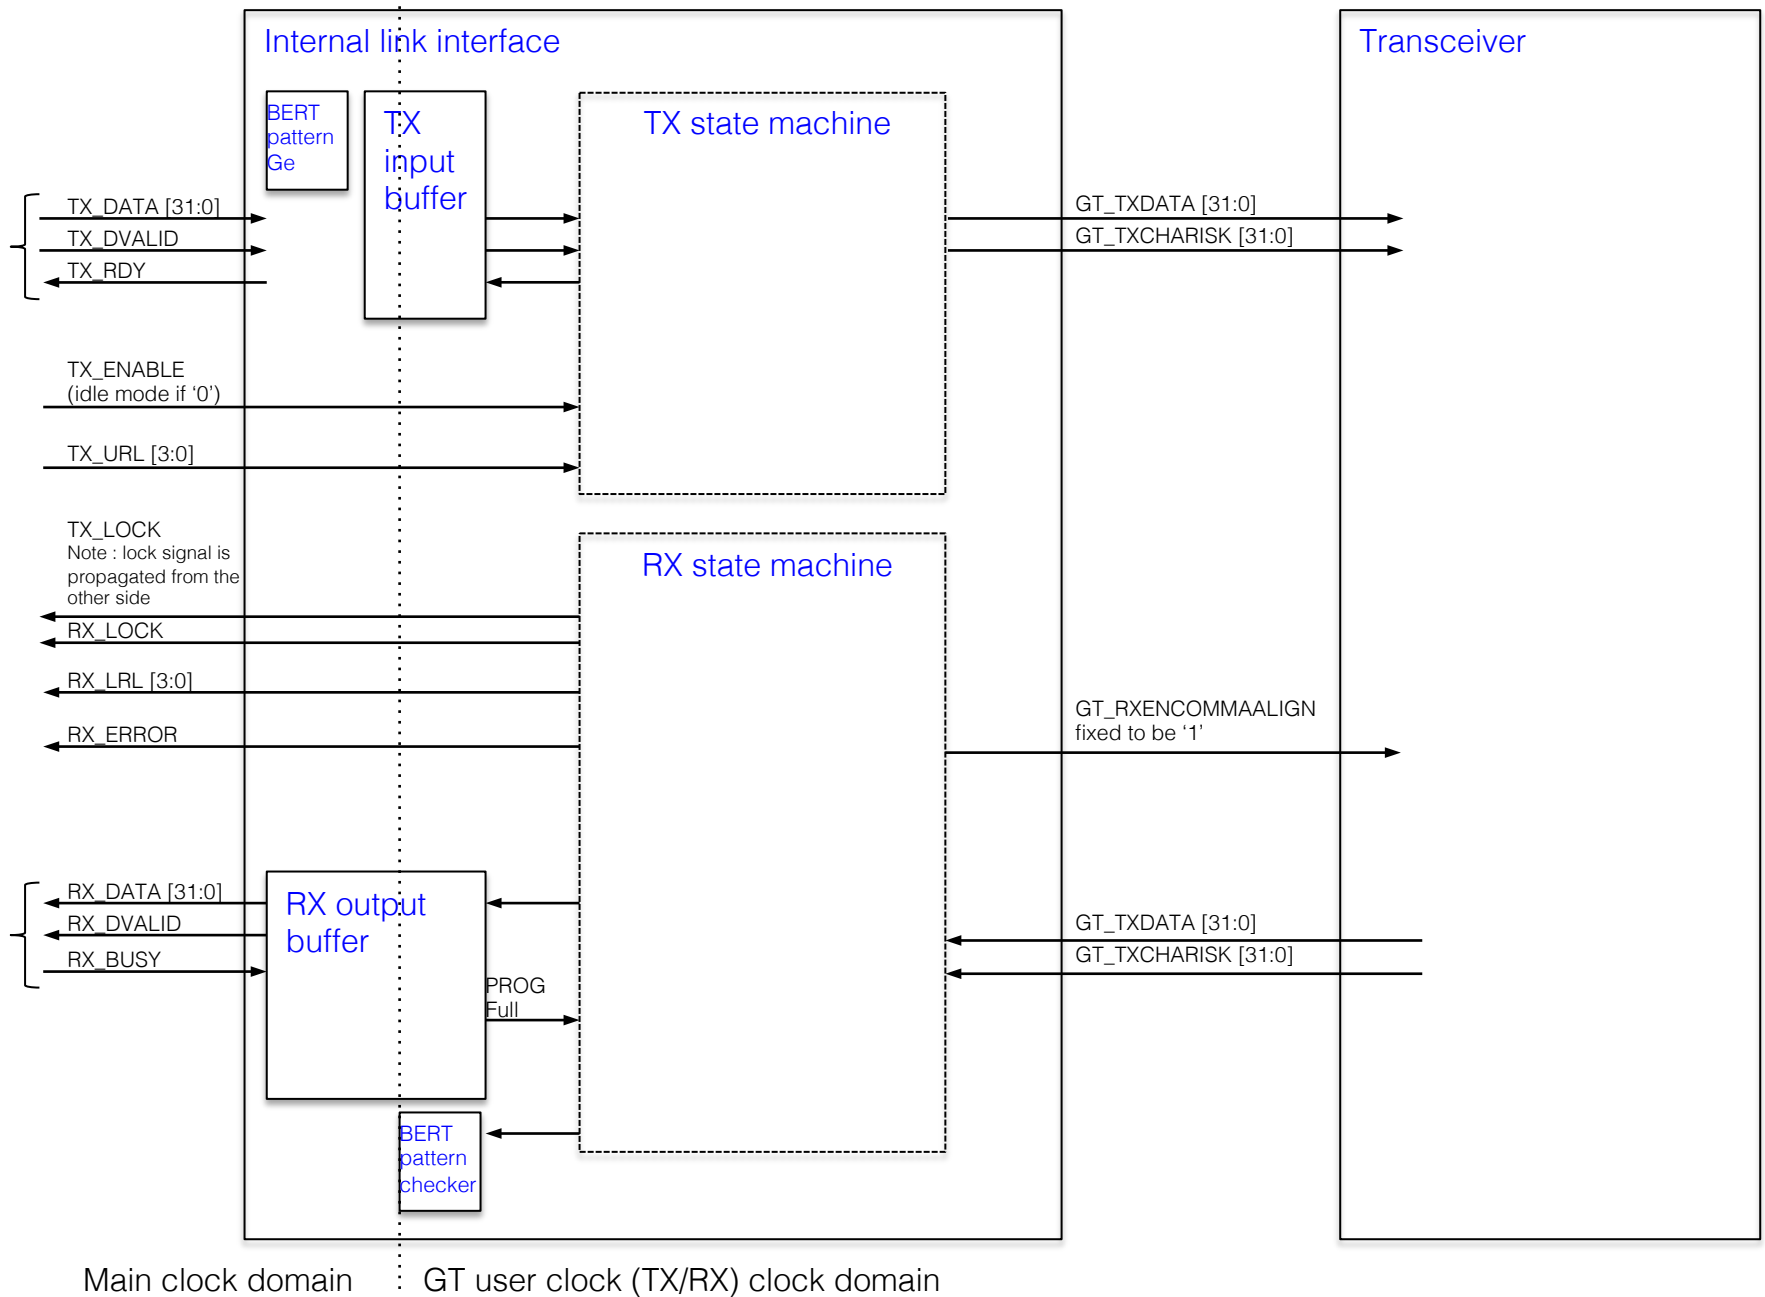 Internal link interface
Transceiver
BERT
pattern
Ge
TX
input
buffer
TX state machine
TX_DATA [31:0]
TX_DVALID
TX_RDY
GT_TXDATA [31:0]
GT_TXCHARISK [31:0]
TX_ENABLE
(idle mode if ‘0’)
TX_URL [3:0]
TX_LOCK
Note : lock signal is
propagated from the
other side
RX_LOCK
RX_LRL [3:0]
RX_ERROR
RX state machine
GT_RXENCOMMAALIGN
fixed to be ‘1’
RX_DATA [31:0]
RX_DVALID
RX_BUSY
RX output
buffer
PROG
Full
GT_TXDATA [31:0]
GT_TXCHARISK [31:0]
BERT
pattern
checker
Main clock domain
GT user clock (TX/RX) clock domain